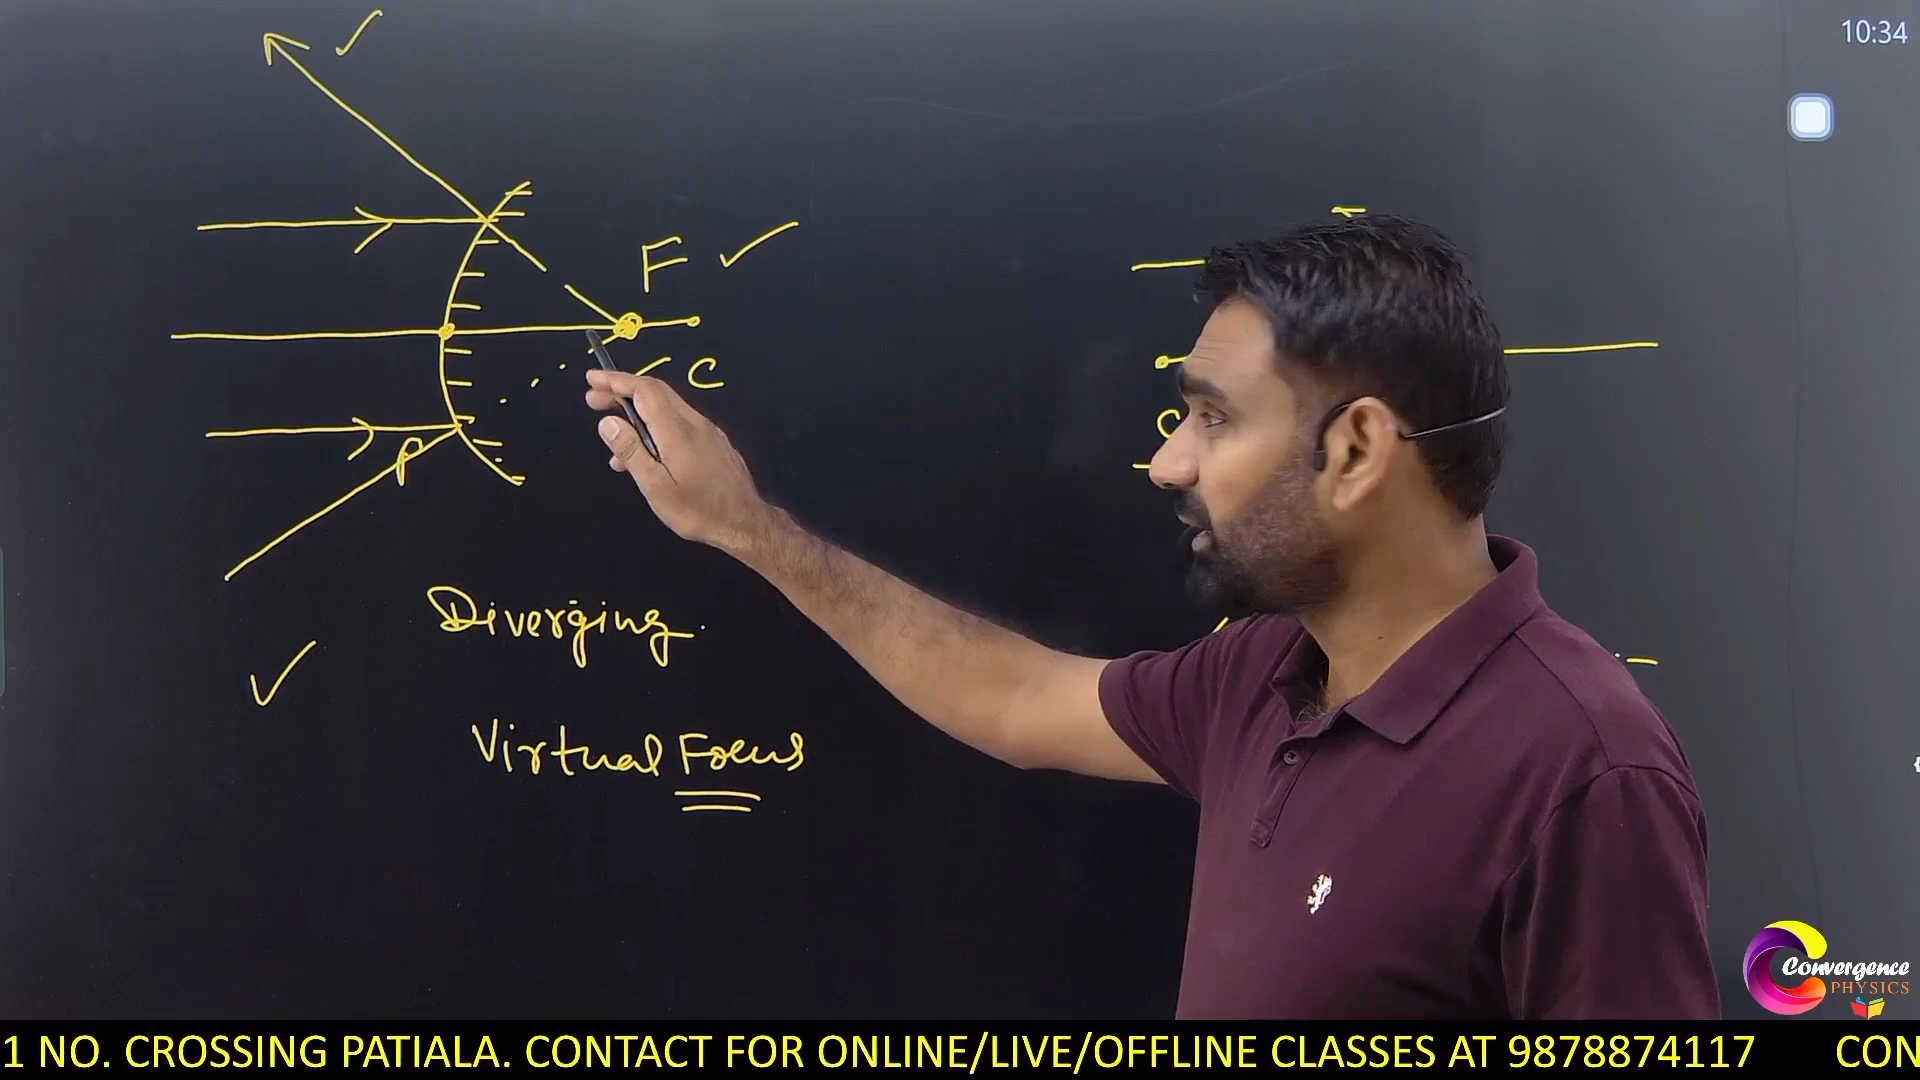 10:34
F
C
P
C
Diverging.
Virtual Focus
Convergence
PHYSICS
1 NO. CROSSING PATIALA. CONTACT FOR ONLINE/LIVE/OFFLINE CLASSES AT 9878874117 CON